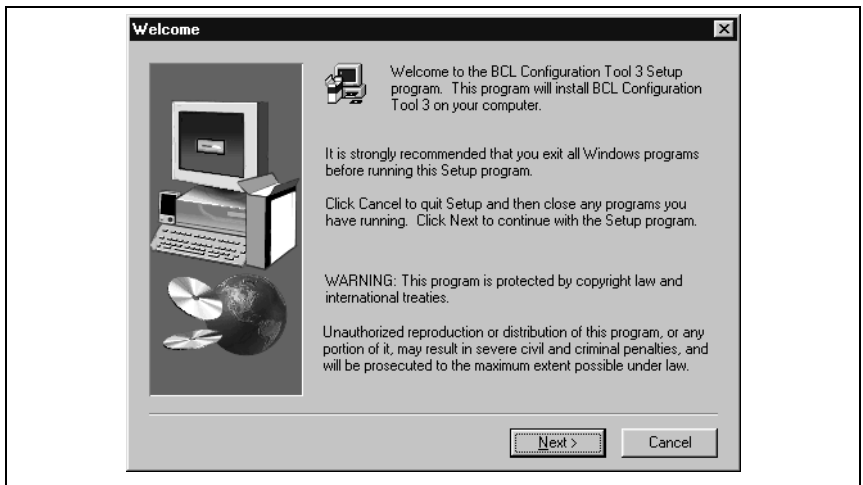 Welcome
Welcome to the BCL Configuration Tool 3 Setup
program. This program will install BCL Configuration
Tool 3 on your computer.
It is strongly recommended that you exit all Windows programs
before running this Setup program.
Click Cancel to quit Setup and then close any programs you
have running. Click Next to continue with the Setup program.
WARNING: This program is protected by copyright law and
international treaties.
Unauthorized reproduction or distribution of this program, or any
portion of it, may result in severe civil and criminal penalties, and
will be prosecuted to the maximum extent possible under law.
Next >
Cancel